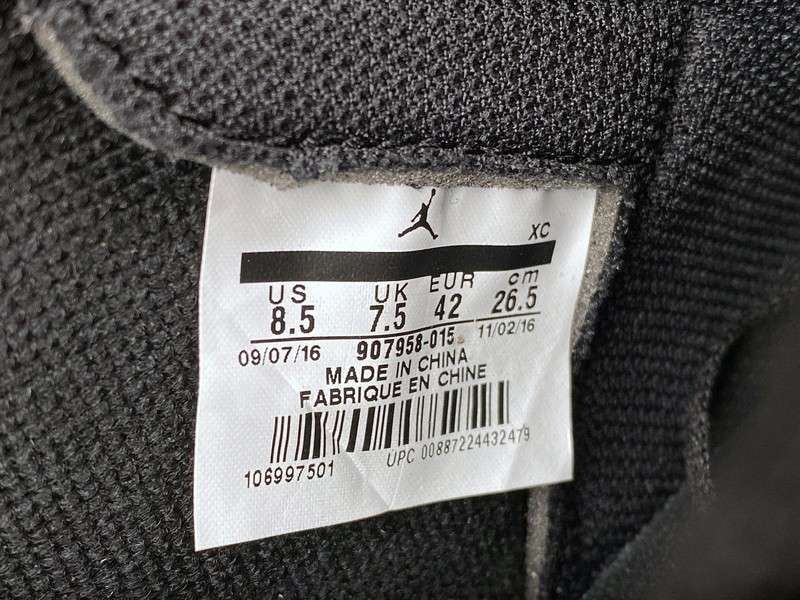 XC
US UK EUR cm
8.5 7.5 42 26.5
09/07/16 907958-015 11/02/16
MADE IN CHINA
FABRIQUE EN CHINE
106997501 UPC 00887224432479